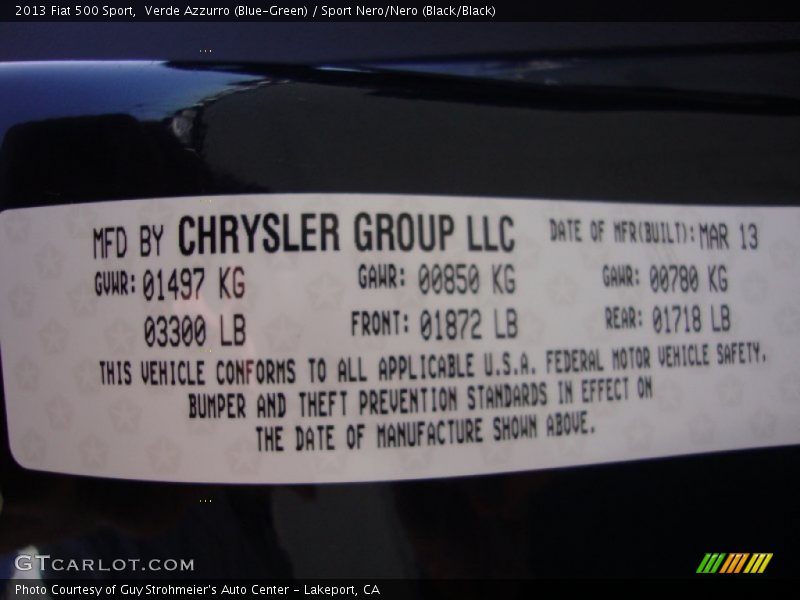 2013 Fiat 500 Sport,  Verde Azzurro (Blue-Green) / Sport Nero/Nero (Black/Black)
MFD BY CHRYSLER GROUP LLC DATE OF MFR(BUILT): MAR 13
GVWR: 01497 KG GAWR: 00850 KG GAWR: 00780 KG
03300 LB FRONT: 01872 LB REAR: 01718 LB
THIS VEHICLE CONFORMS TO ALL APPLICABLE U.S.A. FEDERAL MOTOR VEHICLE SAFETY,
BUMPER AND THEFT PREVENTION STANDARDS IN EFFECT ON
THE DATE OF MANUFACTURE SHOWN ABOVE.
GTCARLOT.COM
Photo Courtesy of Guy Strohmeier's Auto Center - Lakeport, CA